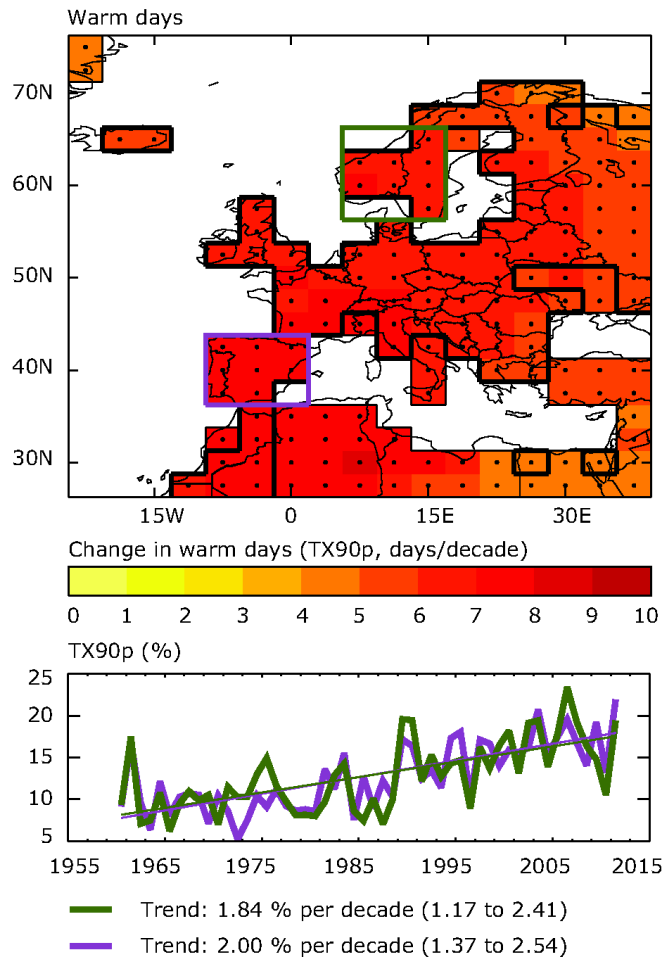 Warm days
70N
60N
50N
40N
30N
15W 0 15E 30E
Change in warm days (TX90p, days/decade)
0 1 2 3 4 5 6 7 8 9 10
TX90p (%)
25
20
15
10
5
1955 1965 1975 1985 1995 2005 2015
Trend: 1.84 % per decade (1.17 to 2.41)
Trend: 2.00 % per decade (1.37 to 2.54)